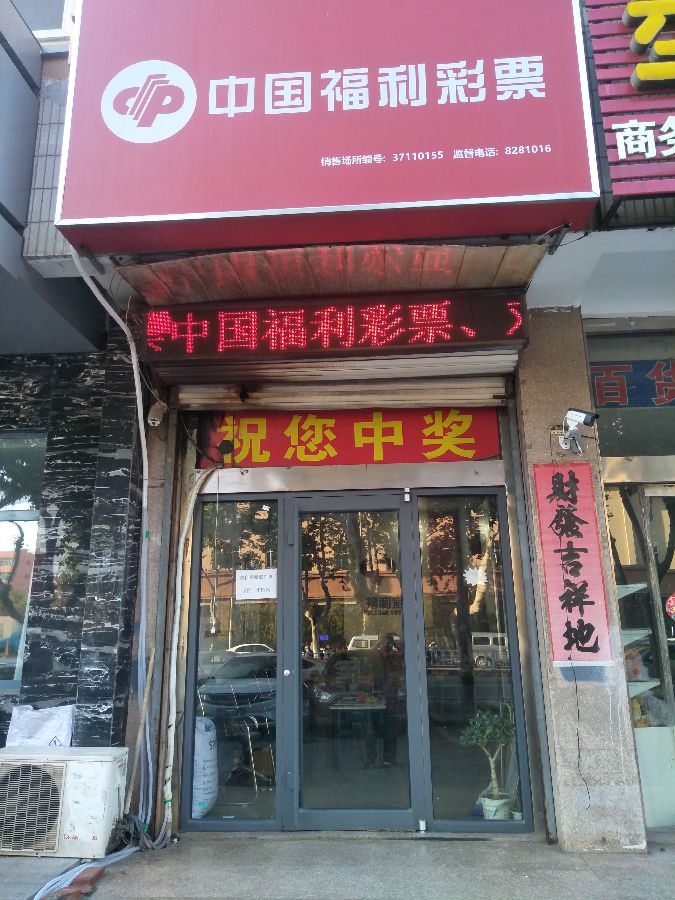 中国福利彩票
销售场所编号: 37110155 监督电话: 8281016
商务
中国福利彩票、
祝您中奖
百货
财發吉祥地